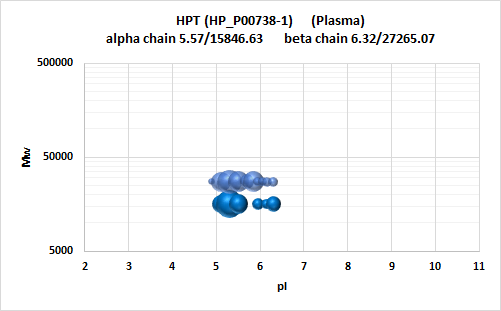 HPT (HP_P00738-1) (Plasma)
alpha chain 5.57/15846.63 beta chain 6.32/27265.07
500000
50000
5000
Mw
2 3 4 5 6 7 8 9 10 11
pI